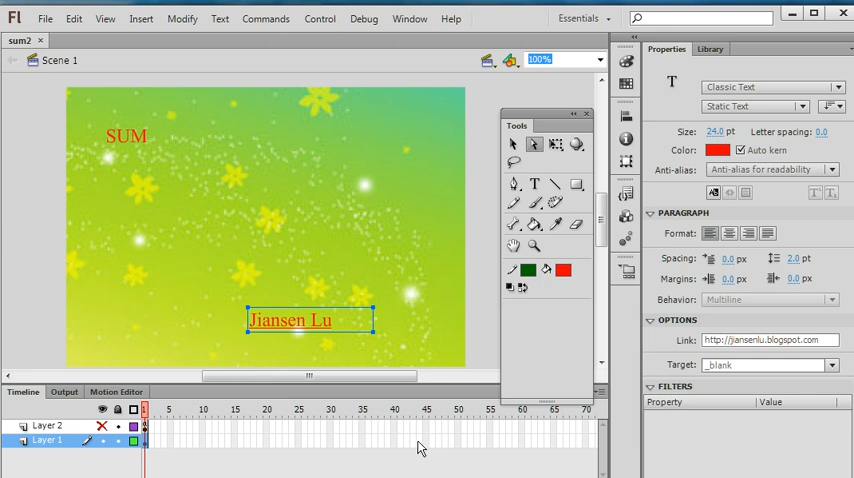 Fl File Edit View Insert Modify Text Commands Control Debug Window Help Essentials
sum2
Scene 1 100%
Properties Library
T Classic Text
Static Text
Size: 24.0 pt Letter spacing: 0.0
Color: Auto kern
Anti-alias: Anti-alias for readability
PARAGRAPH
Format:
Spacing: 0.0 px 2.0 pt
Margins: 0.0 px 0.0 px
Behavior: Multiline
OPTIONS
Link: http://jiansenlu.blogspot.com
Target: _blank
FILTERS
Property Value
Tools
SUM
Jiansen Lu
Timeline Output Motion Editor
1 5 10 15 20 25 30 35 40 45 50 55 60 65 70
Layer 2
Layer 1